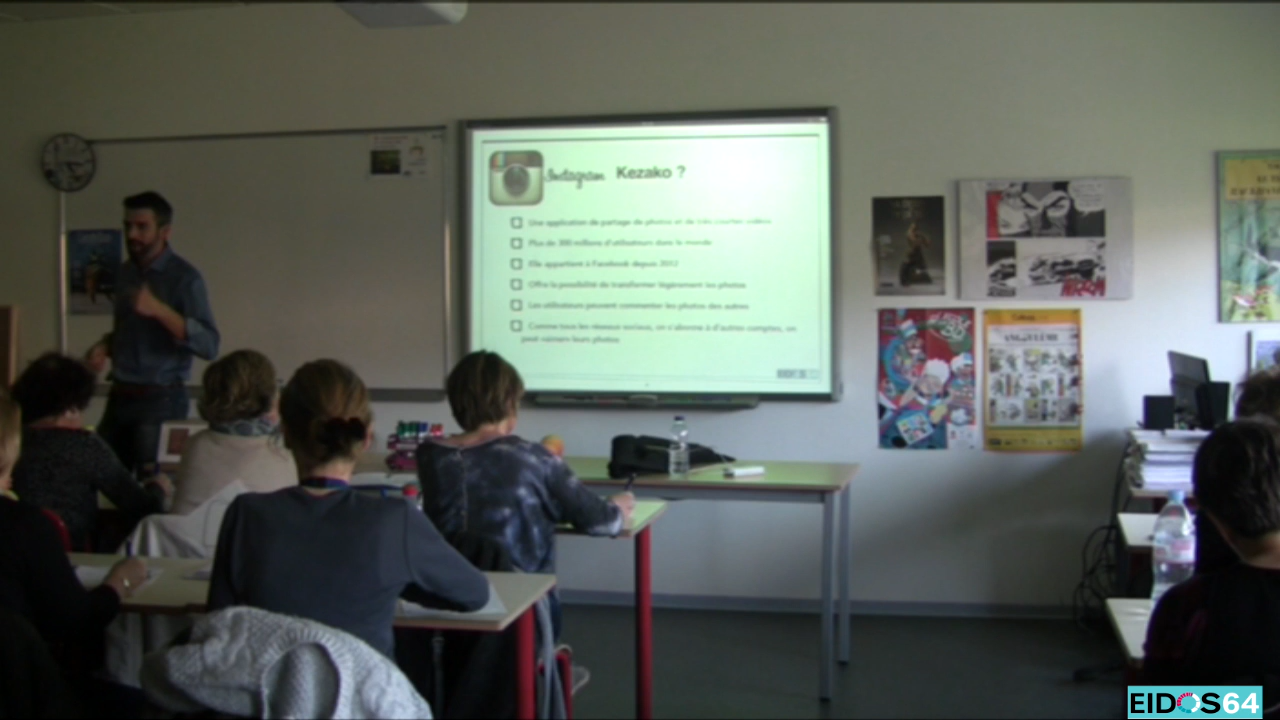 Instagram Kezako ?
Une application de partage de photos et de très courtes vidéos
Plus de 300 millions d'utilisateurs dans le monde
Elle appartient à Facebook depuis 2012
Offre la possibilité de transformer légèrement les photos
Les utilisateurs peuvent commenter les photos des autres
Comme tous les réseaux sociaux, on s'abonne à d'autres comptes, on
peut voir leurs photos
ANGOULEME
EIDOS64